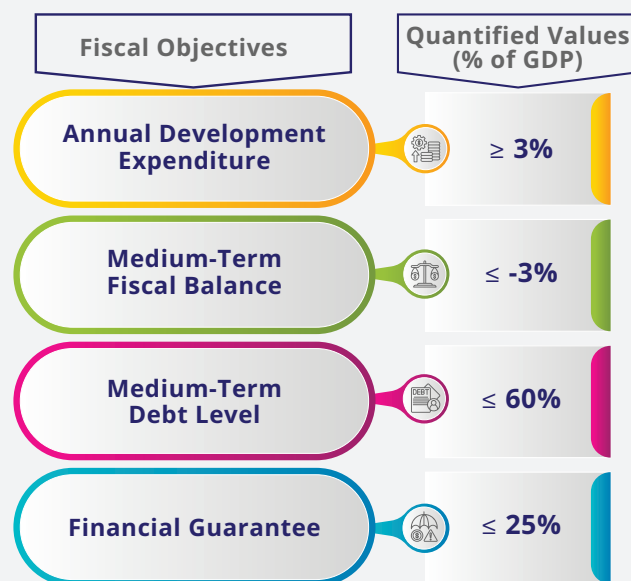 Fiscal Objectives
Quantified Values
(% of GDP)
Annual Development
Expenditure
≥ 3%
Medium-Term
Fiscal Balance
≤ -3%
Medium-Term
Debt Level
DEBT
≤ 60%
Financial Guarantee
≤ 25%